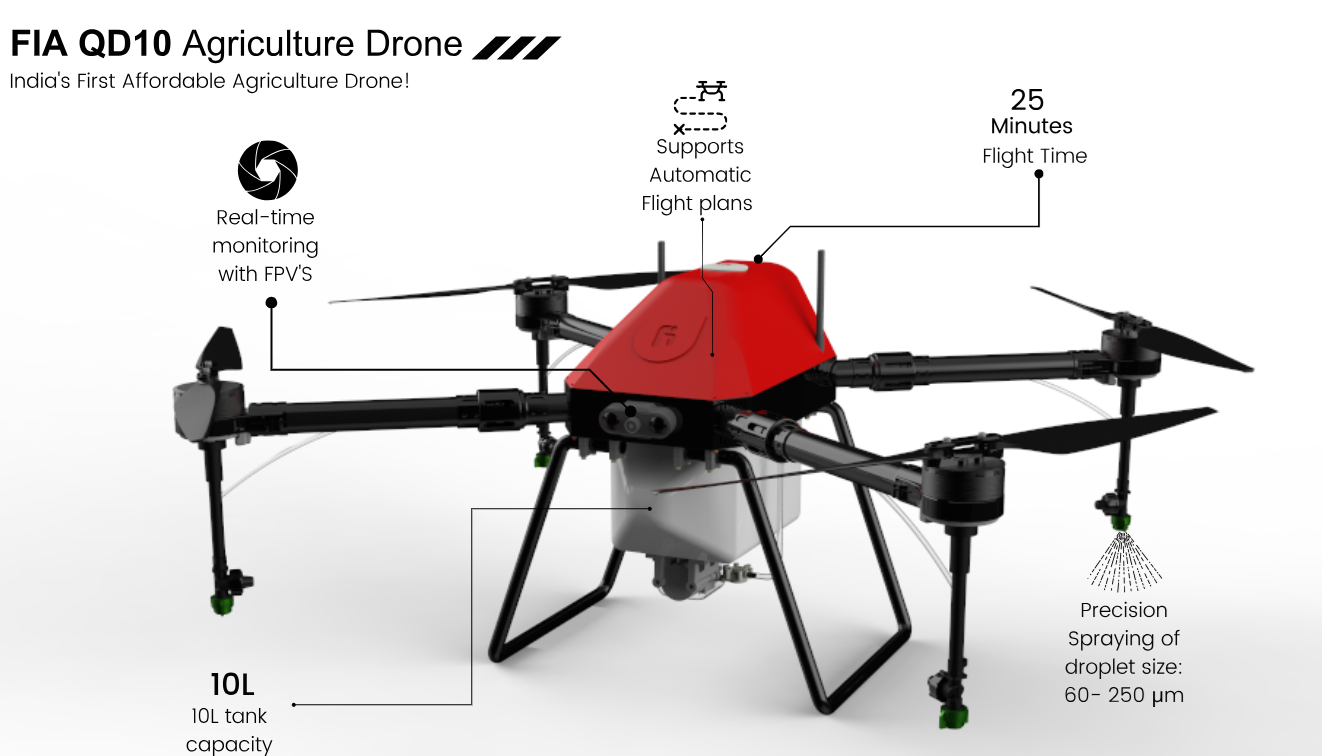 FIA QD10 Agriculture Drone
India's First Affordable Agriculture Drone!
Supports
Automatic
Flight plans
25
Minutes
Flight Time
Real-time
monitoring
with FPV'S
Precision
Spraying of
droplet size:
60- 250 μm
10L
10L tank
capacity